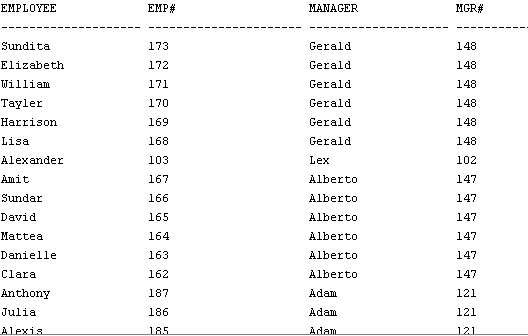 EMPLOYEE EMP# MANAGER MGR#
-------------------- ---------------------- ------------------- ----------
Sundita 173 Gerald 148
Elizabeth 172 Gerald 148
William 171 Gerald 148
Tayler 170 Gerald 148
Harrison 169 Gerald 148
Lisa 168 Gerald 148
Alexander 103 Lex 102
Amit 167 Alberto 147
Sundar 166 Alberto 147
David 165 Alberto 147
Mattea 164 Alberto 147
Danielle 163 Alberto 147
Clara 162 Alberto 147
Anthony 187 Adam 121
Julia 186 Adam 121
Alexis 185 Adam 121